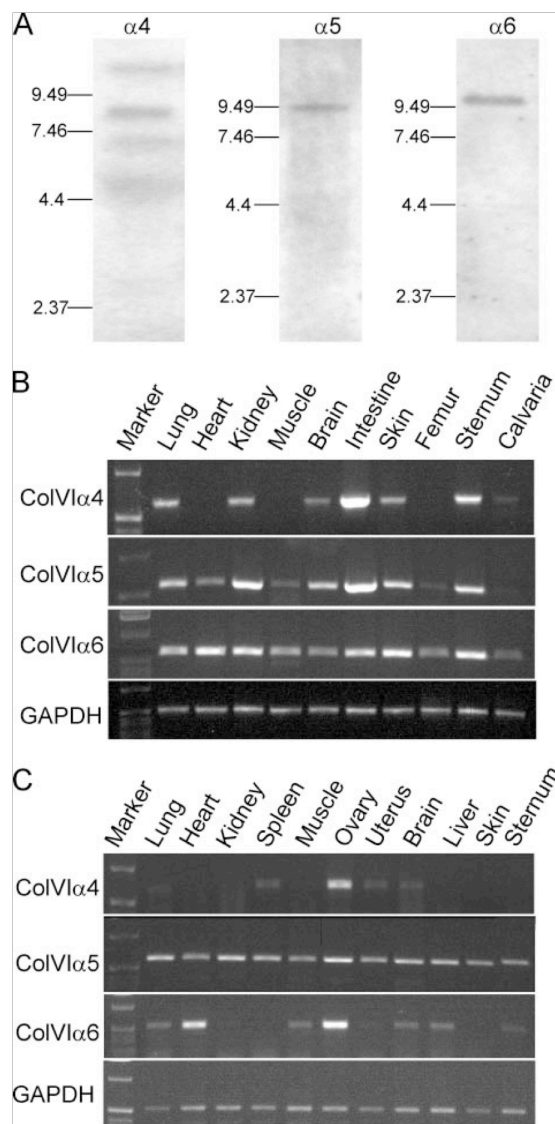 A
α4 α5 α6
9.49
7.46
4.4
2.37
9.49
7.46
4.4
2.37
9.49
7.46
4.4
2.37
B
Marker Lung Heart Kidney Muscle Brain Intestine Skin Femur Sternum Calvaria
ColVIα4
ColVIα5
ColVIα6
GAPDH
C
Marker Lung Heart Kidney Spleen Muscle Ovary Uterus Brain Liver Skin Sternum
ColVIα4
ColVIα5
ColVIα6
GAPDH